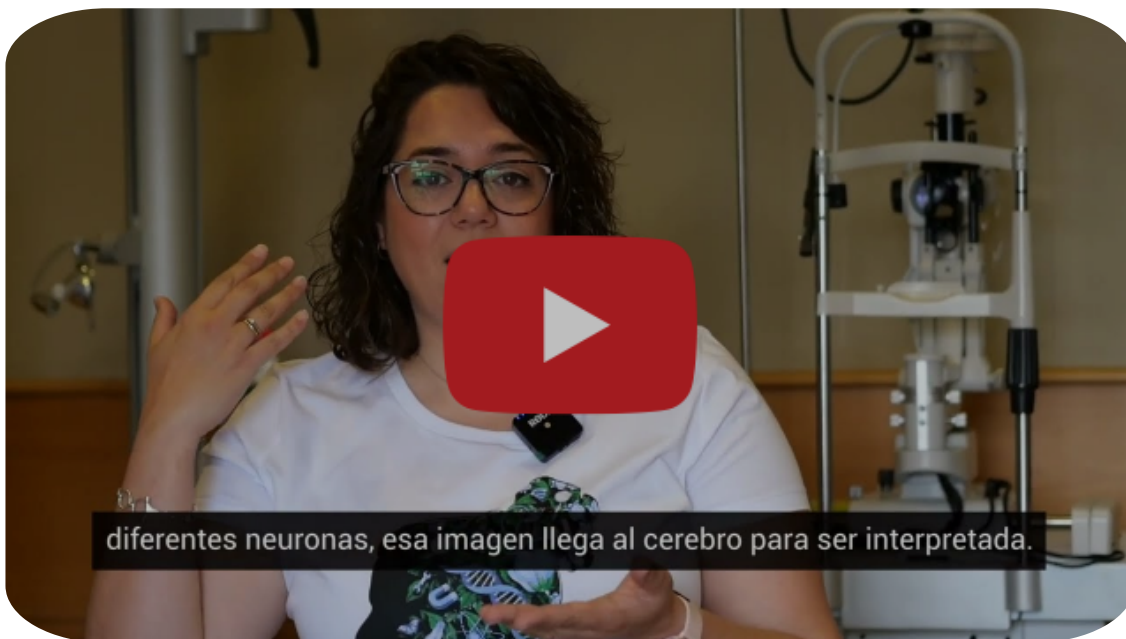 diferentes neuronas, esa imagen llega al cerebro para ser interpretada.